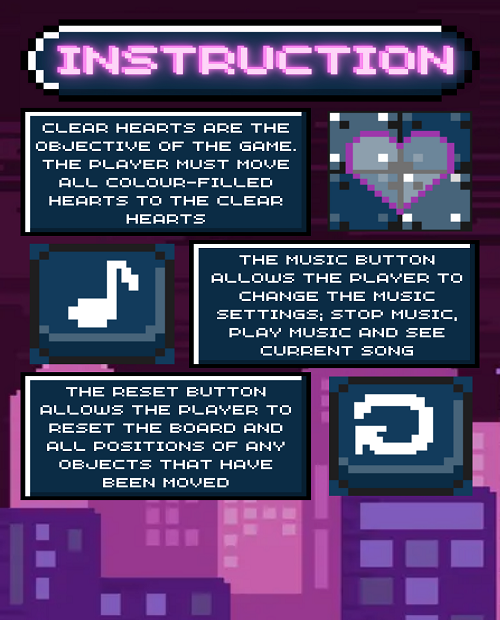 INSTRUCTION
CLEAR HEARTS ARE THE
OBJECTIVE OF THE GAME.
THE PLAYER MUST MOVE
ALL COLOUR-FILLED
HEARTS TO THE CLEAR
HEARTS
THE MUSIC BUTTON
ALLOWS THE PLAYER TO
CHANGE THE MUSIC
SETTINGS; STOP MUSIC,
PLAY MUSIC AND SEE
CURRENT SONG
THE RESET BUTTON
ALLOWS THE PLAYER TO
RESET THE BOARD AND
ALL POSITIONS OF ANY
OBJECTS THAT HAVE
BEEN MOVED